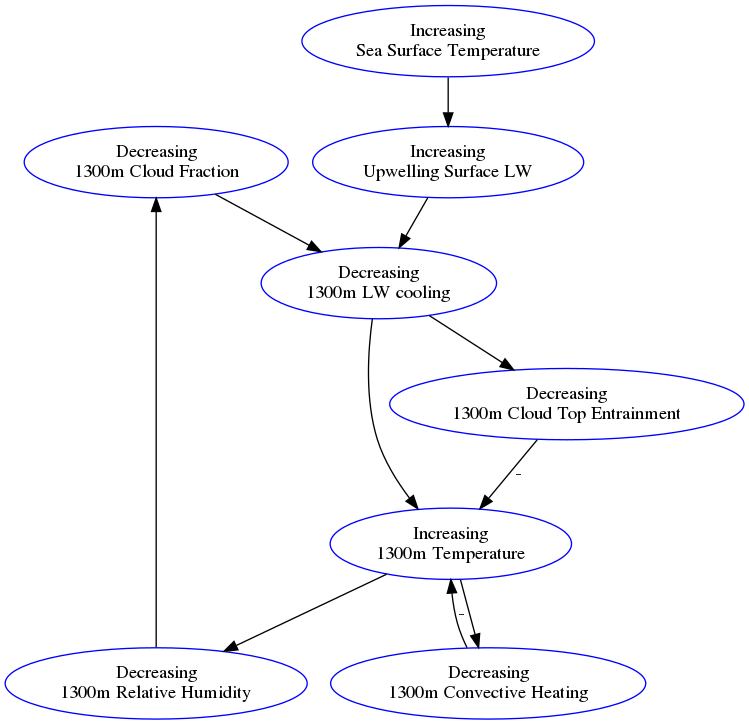 Increasing
Sea Surface Temperature
Decreasing
1300m Cloud Fraction
Increasing
Upwelling Surface LW
Decreasing
1300m LW cooling
Decreasing
1300m Cloud Top Entrainment
-
Increasing
1300m Temperature
-
Decreasing
1300m Relative Humidity
Decreasing
1300m Convective Heating